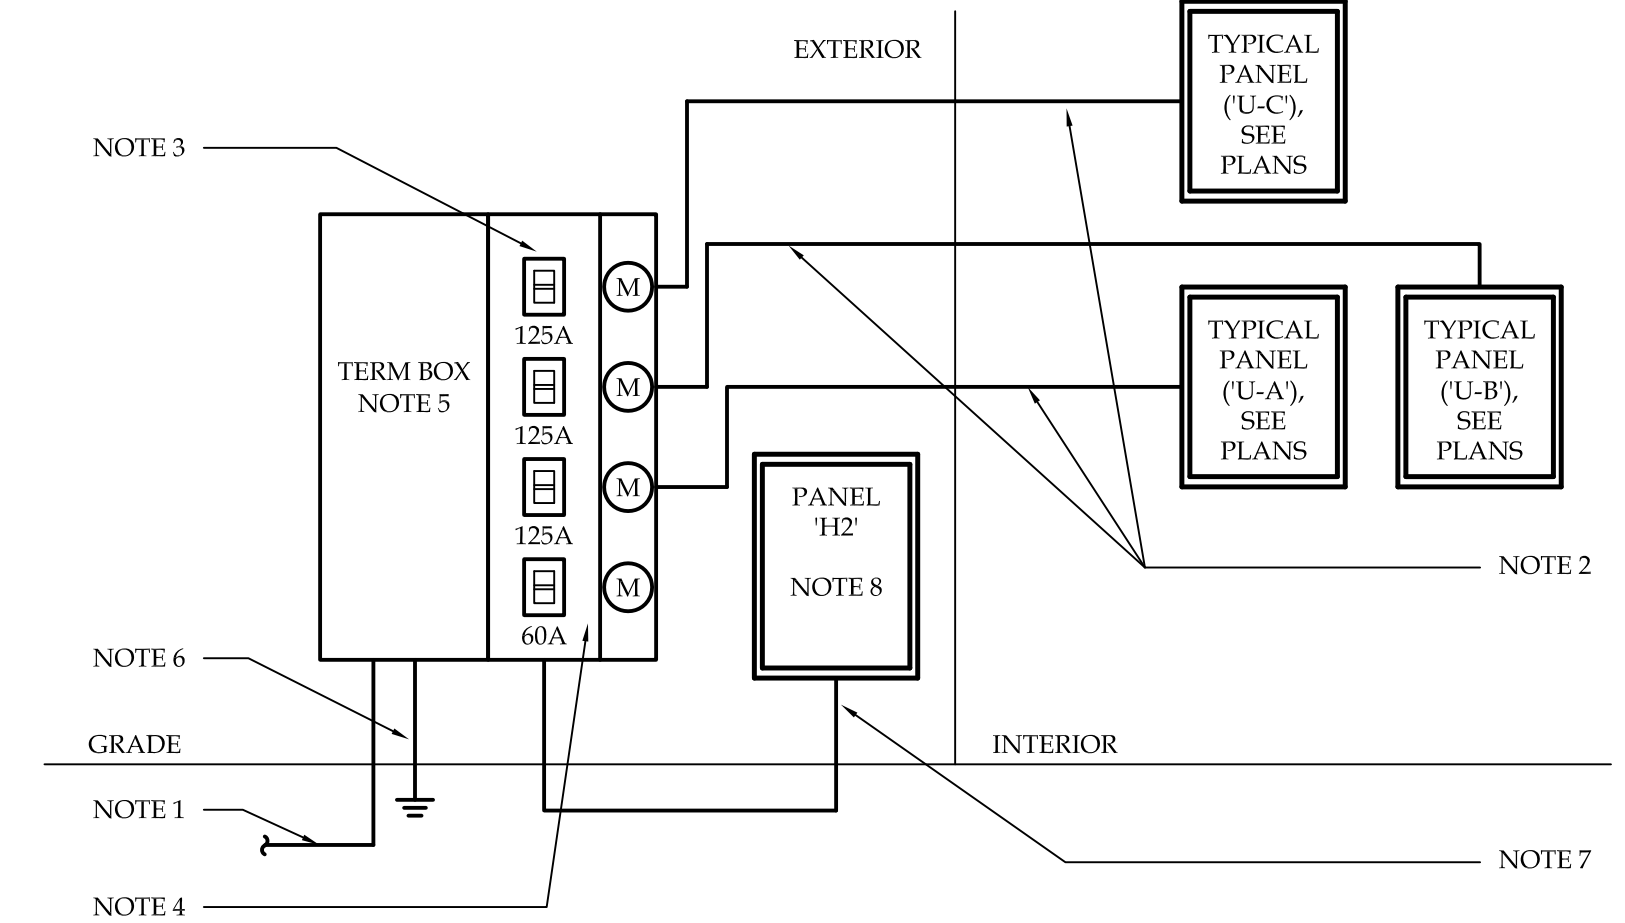 EXTERIOR
TYPICAL
PANEL
('U-C'),
SEE
PLANS
NOTE 3
M
125A
TERM BOX
NOTE 5
M
125A
M
125A
M
60A
TYPICAL
PANEL
('U-A'),
SEE
PLANS
TYPICAL
PANEL
('U-B'),
SEE
PLANS
PANEL
'H2'
NOTE 8
NOTE 2
NOTE 6
GRADE
INTERIOR
NOTE 1
NOTE 7
NOTE 4